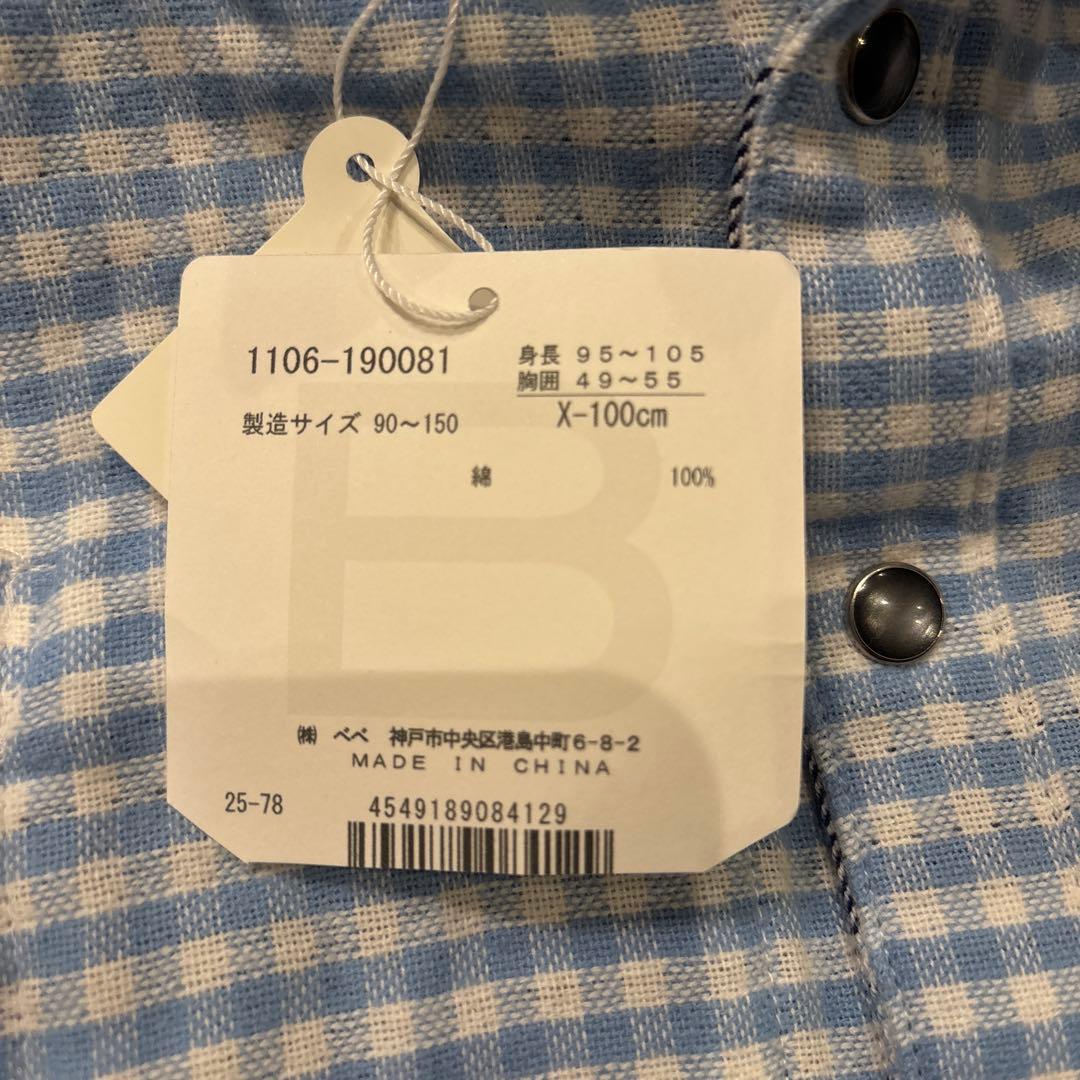 1106-190081
身長 95~105
胸囲 49~55
製造サイズ 90~150
X-100cm
綿 100%
B
㈱ べべ 神戸市中央区港島中町6-8-2
MADE IN CHINA
25-78
4549189084129